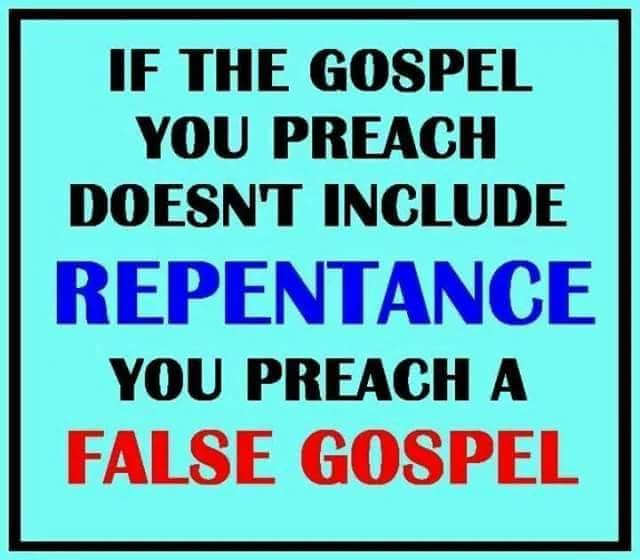 IF THE GOSPEL
YOU PREACH
DOESN'T INCLUDE
REPENTANCE
YOU PREACH A
FALSE GOSPEL